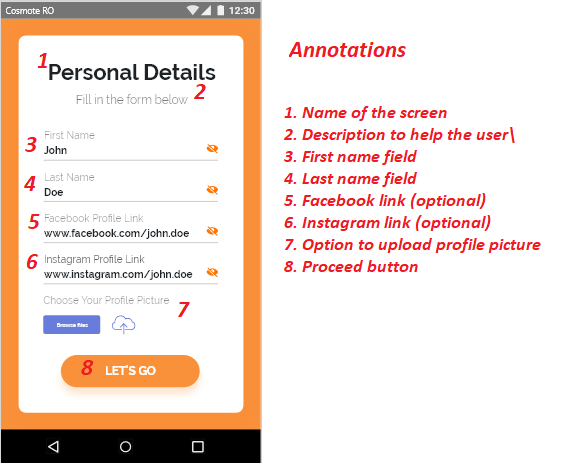 Cosmote RO 12:30
1 Personal Details
Fill in the form below 2
First Name
3 John
Last Name
4 Doe
Facebook Profile Link
5 www.facebook.com/john.doe
Instagram Profile Link
6 www.instagram.com/john.doe
Choose Your Profile Picture 7
Browse files
8 LET'S GO
Annotations
1. Name of the screen
2. Description to help the user\
3. First name field
4. Last name field
5. Facebook link (optional)
6. Instagram link (optional)
7. Option to upload profile picture
8. Proceed button